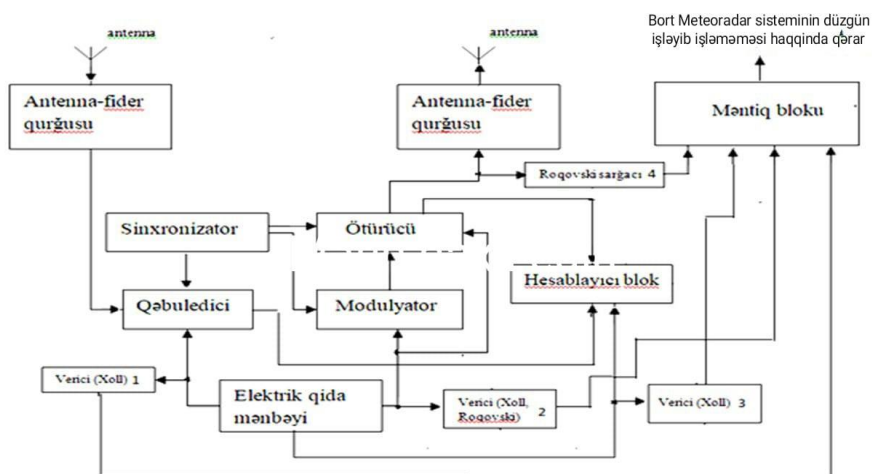 Bort Meteoradar sisteminin düzgün
işləyib işləməməsi haqqinda qərar
antenna
antenna
Antenna-fider
qurğusu
Antenna-fider
qurğusu
Məntiq bloku
Roqovski sarğacı 4
Sinxronizator
Ötürücü
Hesablayıcı blok
Qəbuledici
Modulyator
Verici (Xoll) 1
Elektrik qida
mənbəyi
Verici (Xoll,
Roqovski) 2
Verici (Xoll) 3